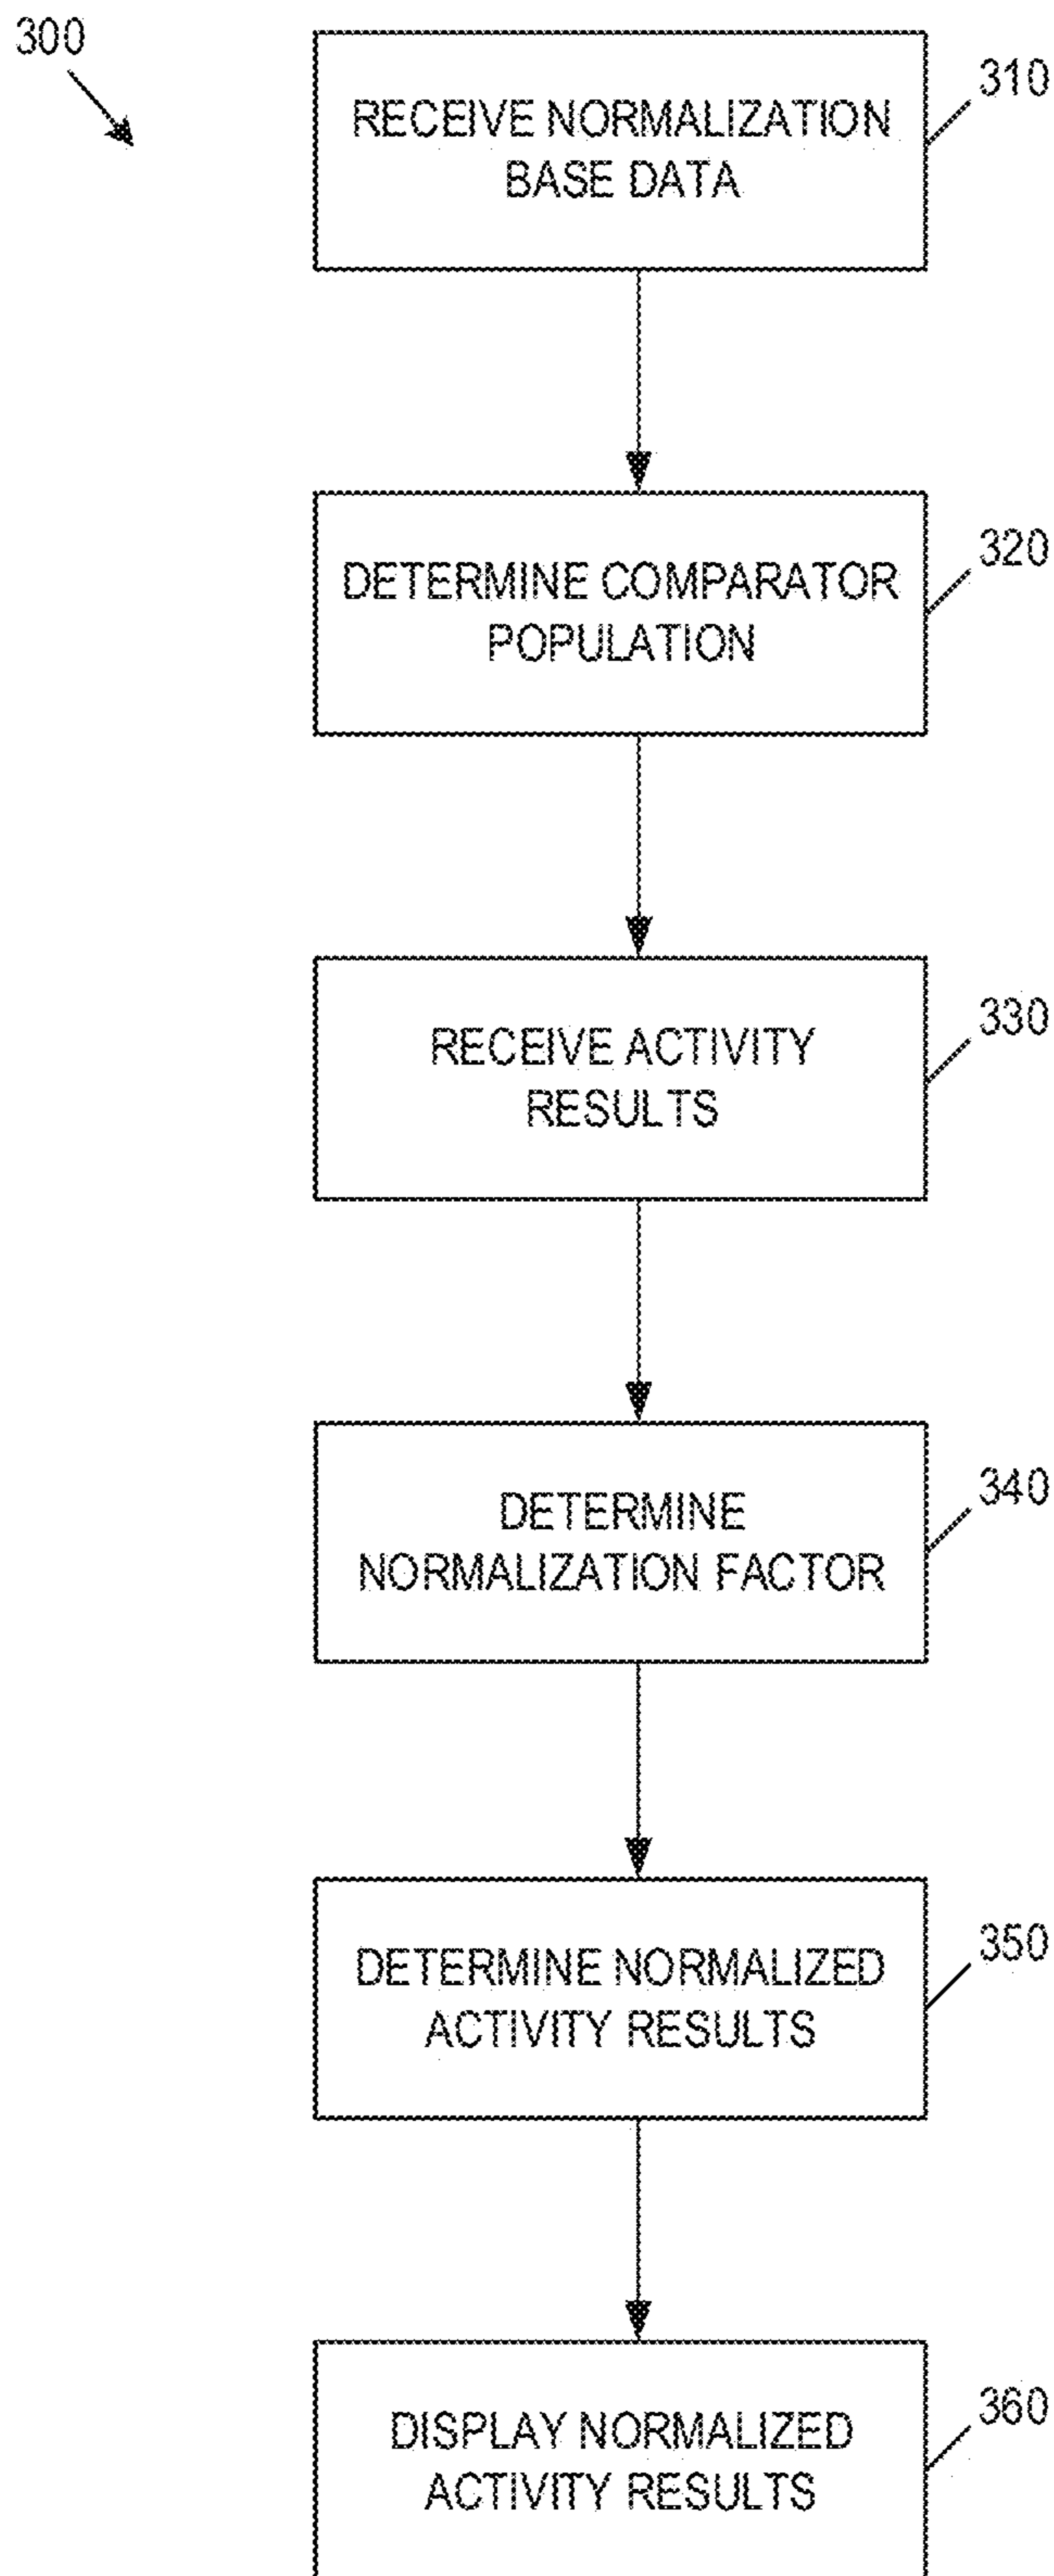 300
310
RECEIVE NORMALIZATION
BASE DATA
320
DETERMINE COMPARATOR
POPULATION
330
RECEIVE ACTIVITY
RESULTS
340
DETERMINE
NORMALIZATION FACTOR
350
DETERMINE NORMALIZED
ACTIVITY RESULTS
360
DISPLAY NORMALIZED
ACTIVITY RESULTS